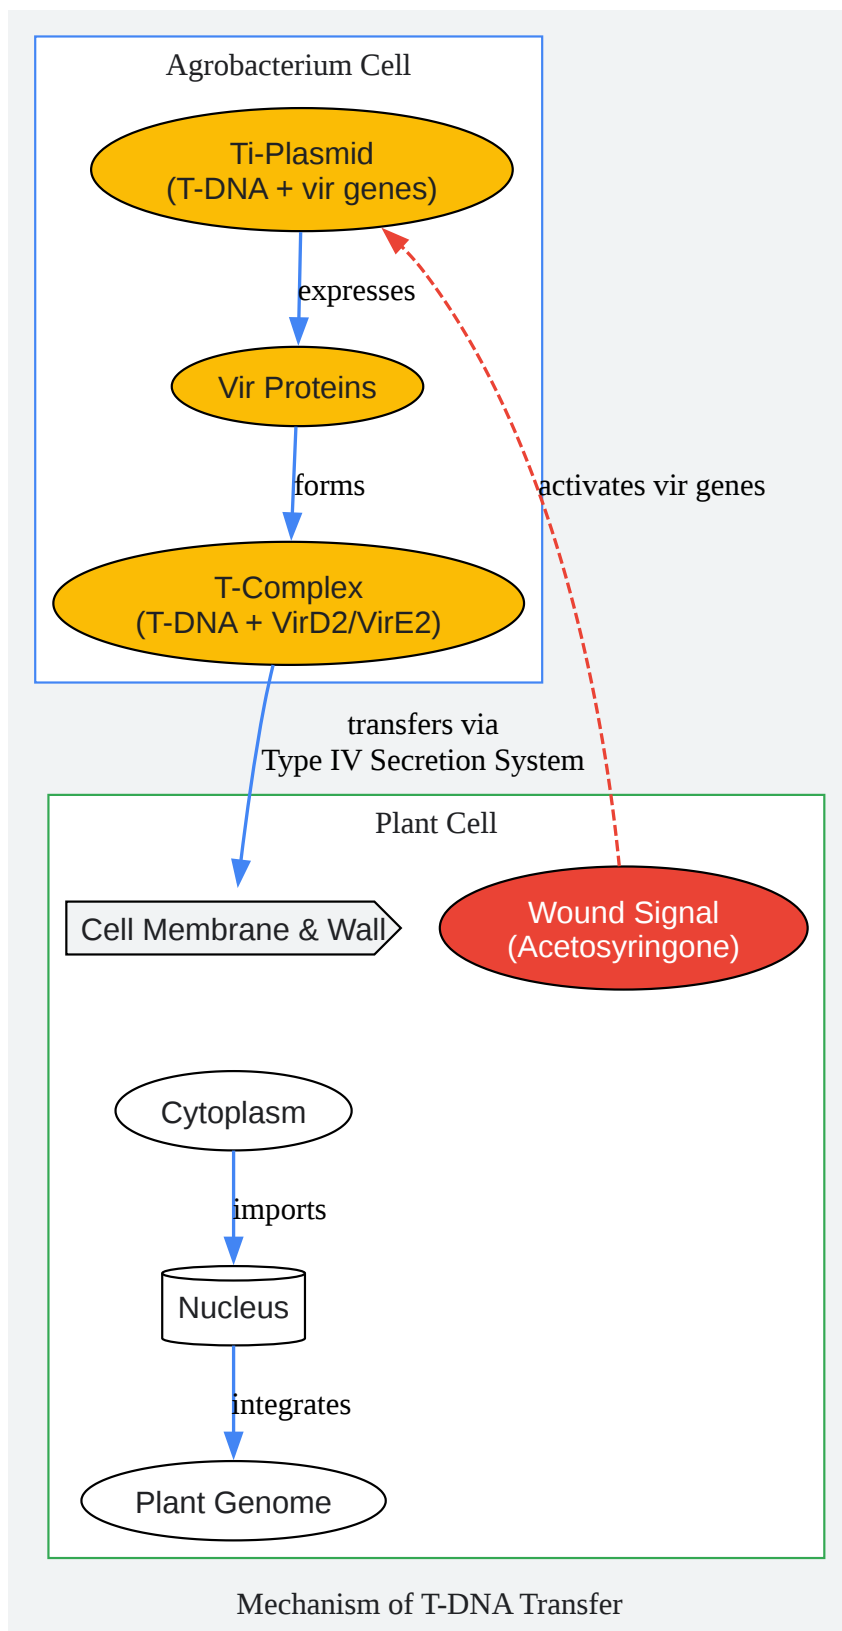 Agrobacterium Cell
Ti-Plasmid
(T-DNA + vir genes)
expresses
Vir Proteins
forms
activates vir genes
T-Complex
(T-DNA + VirD2/VirE2)
transfers via
Type IV Secretion System
Plant Cell
Cell Membrane & Wall
Wound Signal
(Acetosyringone)
Cytoplasm
imports
Nucleus
integrates
Plant Genome
Mechanism of T-DNA Transfer